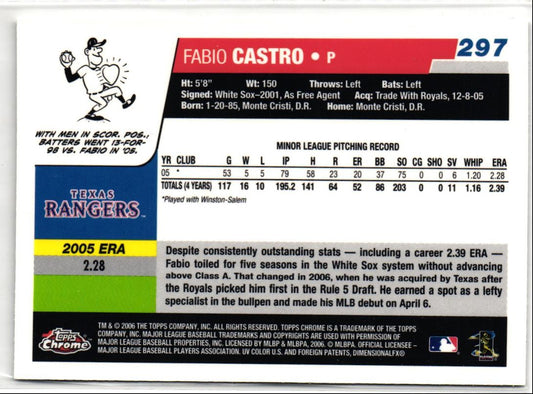 FABIO CASTRO • P
297
Ht: 5'8" Wt: 150 Throws: Left Bats: Left
Signed: White Sox–2001, As Free Agent Acq: Trade With Royals, 12-8-05
Born: 1-20-85, Monte Cristi, D.R. Home: Monte Cristi, D.R.
WITH MEN IN SCOR. POS.,
BATTERS WENT 13-FOR-
98 VS. FABIO IN '05.
MINOR LEAGUE PITCHING RECORD
YR CLUB G W L IP H R ER BB SO CG SHO SV WHIP ERA
05 * 53 5 5 79 58 23 20 37 75 0 0 6 1.20 2.28
TOTALS (4 YEARS) 117 16 10 195.2 141 64 52 86 203 0 0 11 1.16 2.39
*Played with Winston-Salem
TEXAS
RANGERS™
2005 ERA
2.28
Despite consistently outstanding stats — including a career 2.39 ERA —
Fabio toiled for five seasons in the White Sox system without advancing
above Class A. That changed in 2006, when he was acquired by Texas after
the Royals picked him first in the Rule 5 Draft. He earned a spot as a lefty
specialist in the bullpen and made his MLB debut on April 6.
Topps
Chrome
TM & © 2006 THE TOPPS COMPANY, INC. ALL RIGHTS RESERVED. TOPPS CHROME IS A TRADEMARK OF THE TOPPS
COMPANY, INC. MAJOR LEAGUE BASEBALL TRADEMARKS AND COPYRIGHTS ARE USED WITH PERMISSION OF
MAJOR LEAGUE BASEBALL PROPERTIES, INC. LICENSED BY MLBP & MLBPA, 2006. © MLBPA. OFFICIAL LICENSEE -
MAJOR LEAGUE BASEBALL PLAYERS ASSOCIATION. UV COLOR U.S. AND FOREIGN PATENTS, DIMENSIONALFX®